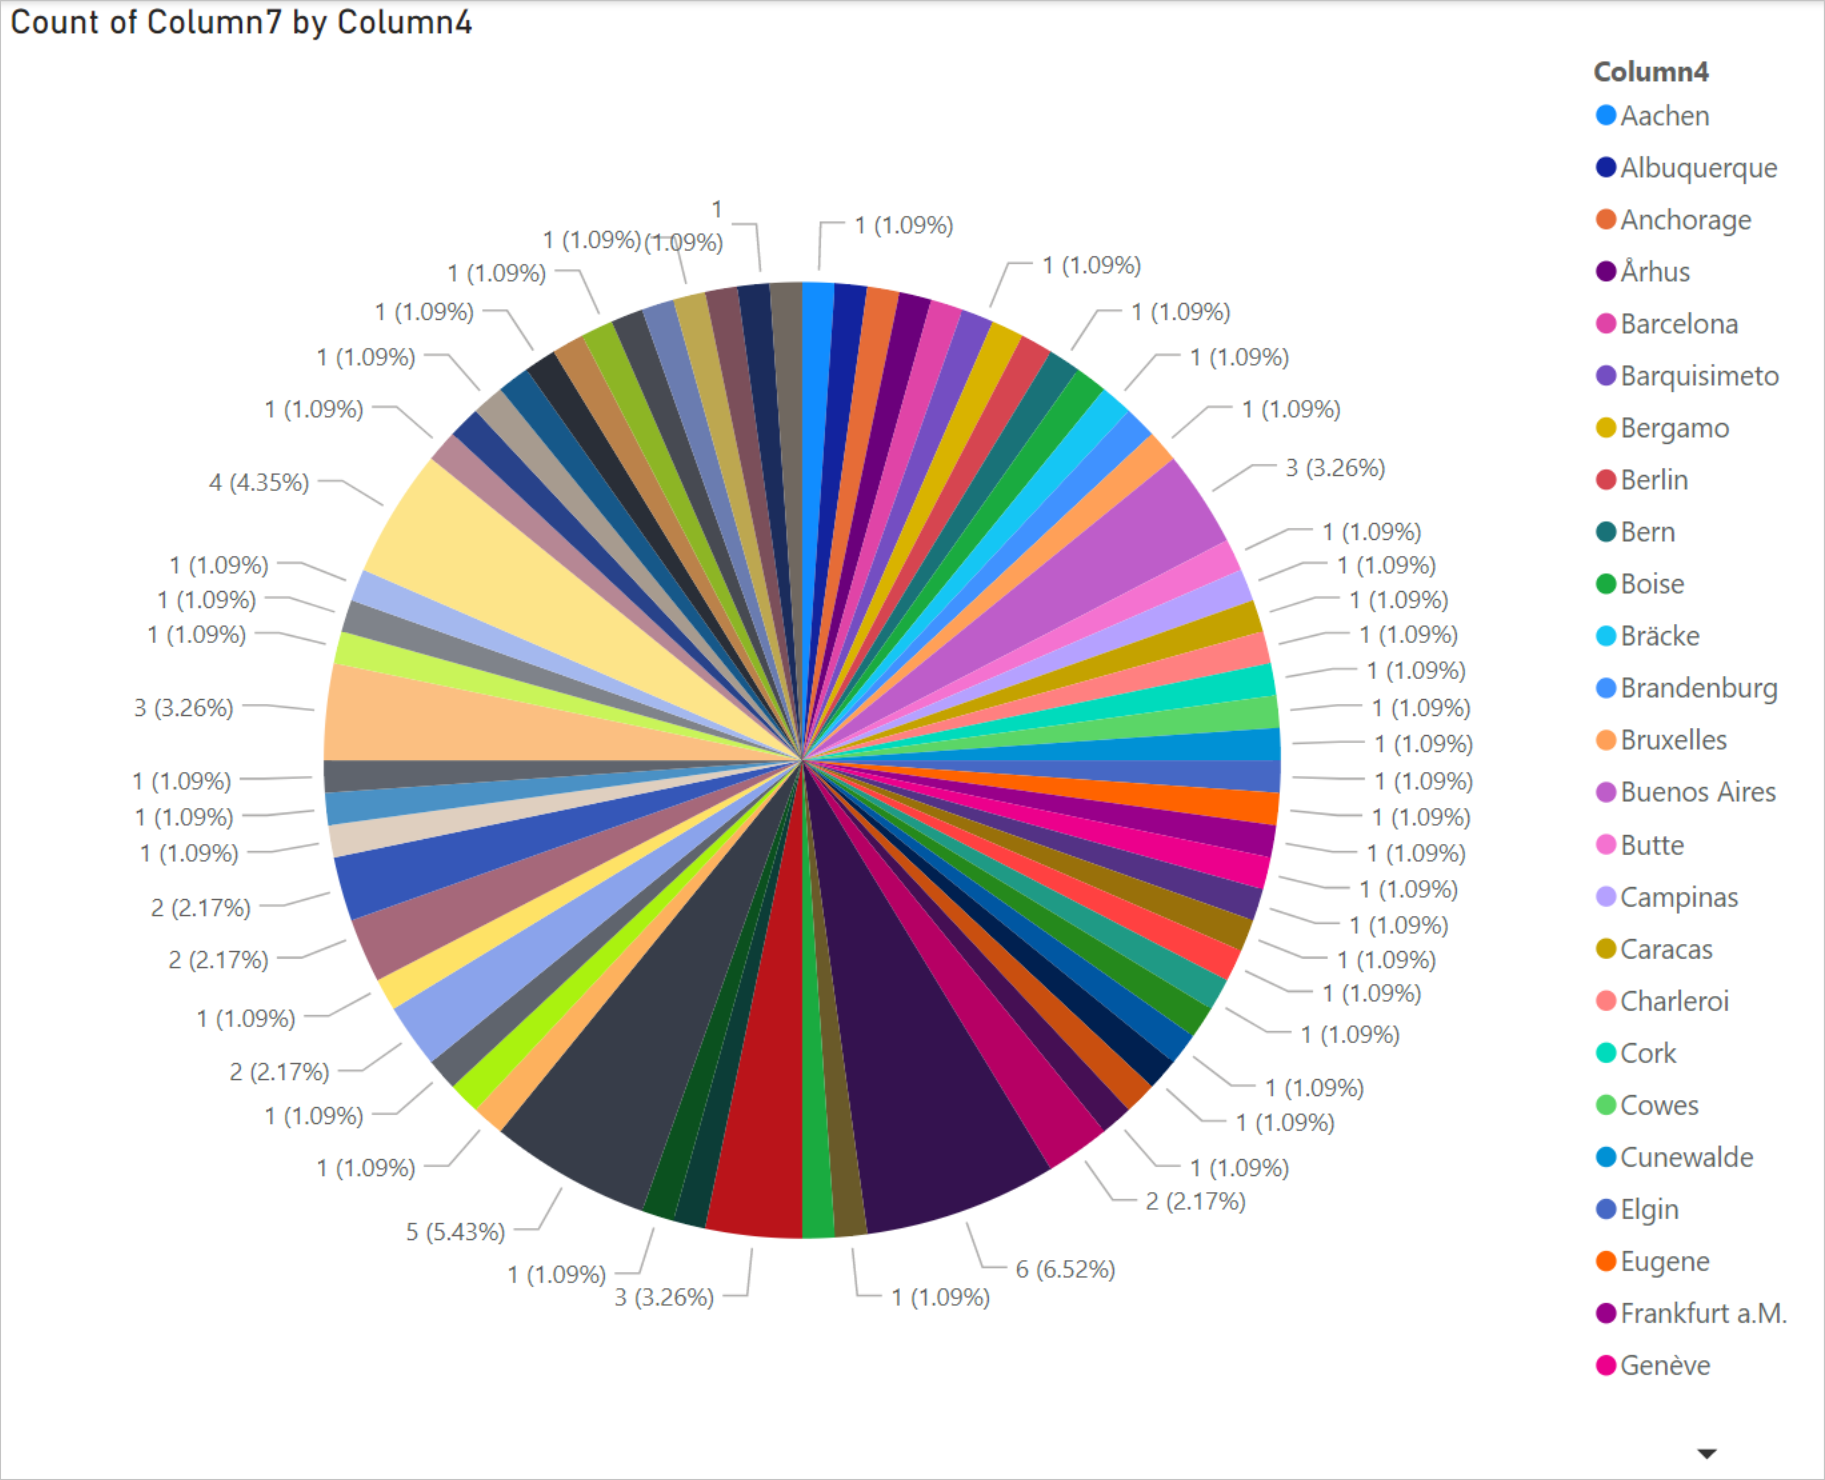 Count of Column7 by Column4
1
1 (1.09%)
1 (1.09%)
(1.09%)
1 (1.09%)
1 (1.09%)
1 (1.09%)
1 (1.09%)
1 (1.09%)
1 (1.09%)
1 (1.09%)
1 (1.09%)
1 (1.09%)
3 (3.26%)
4 (4.35%)
1 (1.09%)
1 (1.09%)
1 (1.09%)
1 (1.09%)
1 (1.09%)
1 (1.09%)
1 (1.09%)
1 (1.09%)
1 (1.09%)
3 (3.26%)
1 (1.09%)
1 (1.09%)
1 (1.09%)
1 (1.09%)
1 (1.09%)
1 (1.09%)
1 (1.09%)
1 (1.09%)
1 (1.09%)
2 (2.17%)
1 (1.09%)
2 (2.17%)
1 (1.09%)
1 (1.09%)
1 (1.09%)
1 (1.09%)
2 (2.17%)
1 (1.09%)
1 (1.09%)
1 (1.09%)
1 (1.09%)
1 (1.09%)
2 (2.17%)
5 (5.43%)
6 (6.52%)
1 (1.09%)
3 (3.26%)
1 (1.09%)
Column4
Aachen
Albuquerque
Anchorage
Århus
Barcelona
Barquisimeto
Bergamo
Berlin
Bern
Boise
Bräcke
Brandenburg
Bruxelles
Buenos Aires
Butte
Campinas
Caracas
Charleroi
Cork
Cowes
Cunewalde
Elgin
Eugene
Frankfurt a.M.
Genève